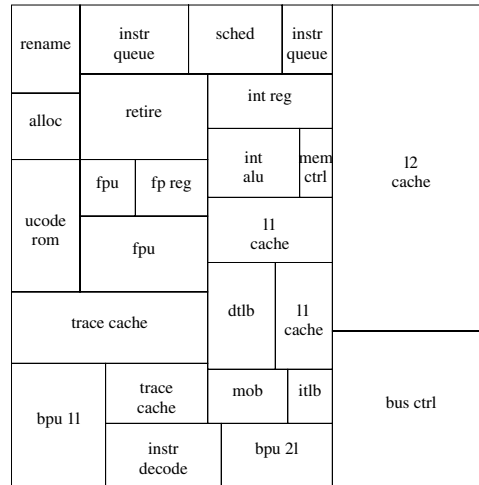 rename
instr
queue
sched
instr
queue
alloc
retire
int reg
l2
cache
int
alu
mem
ctrl
fpu
fp reg
ucode
rom
fpu
l1
cache
trace cache
dtlb
l1
cache
bpu 1l
trace
cache
mob
itlb
bus ctrl
instr
decode
bpu 2l